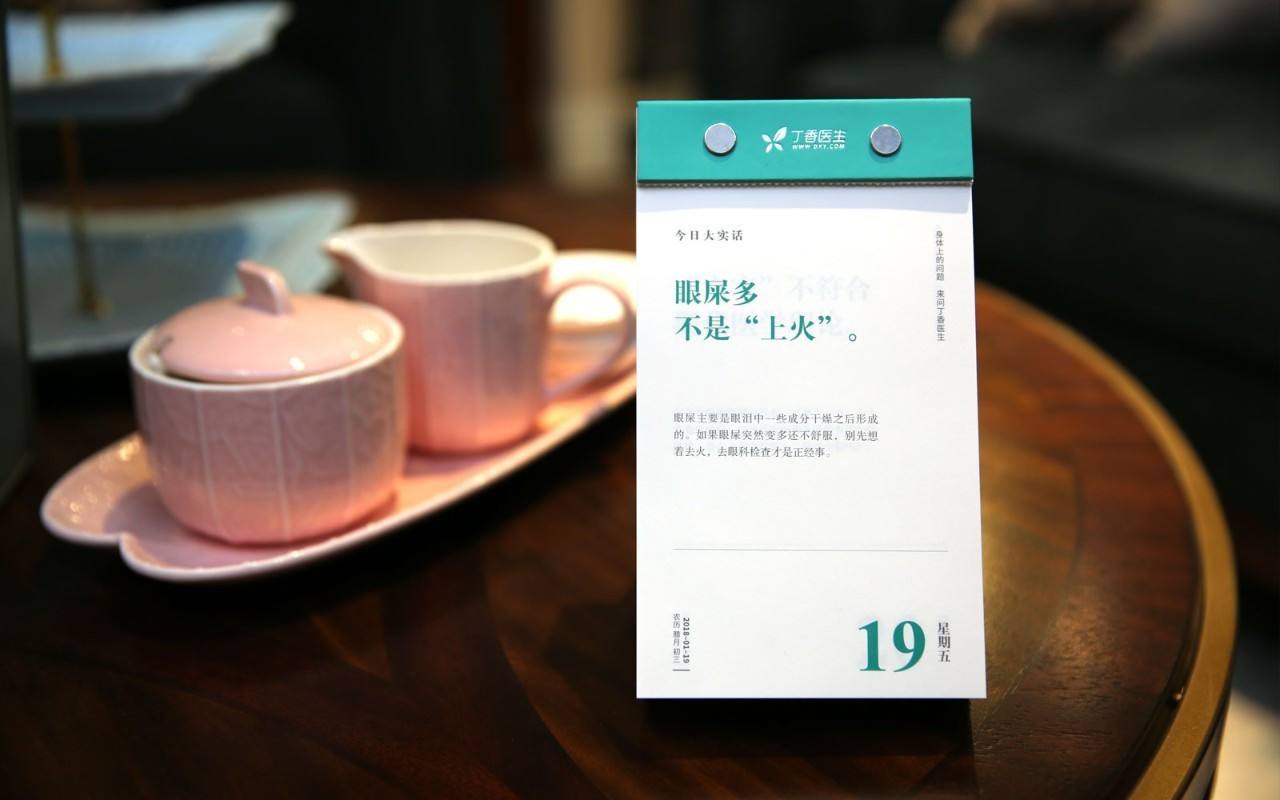 丁香医生
WWW.DXY.COM
今日大实话
身体上的问题 来问丁香医生
眼屎多
不是“上火”。
眼屎主要是眼泪中一些成分干燥之后形成
的。如果眼屎突然变多还不舒服，别先想
着去火，去眼科检查才是正经事。
2018-01-19
农历 腊月 初三
19
星期五